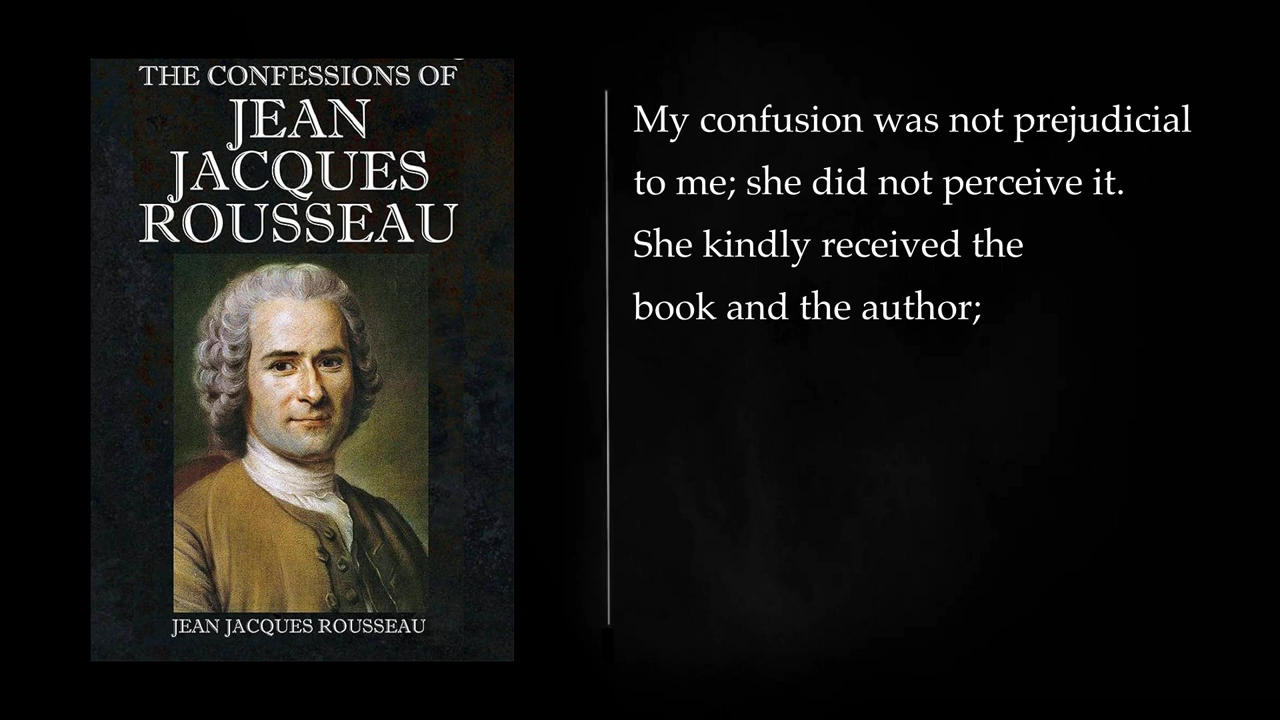 THE CONFESSIONS OF
JEAN
JACQUES
ROUSSEAU
JEAN JACQUES ROUSSEAU
My confusion was not prejudicial
to me; she did not perceive it.
She kindly received the
book and the author;